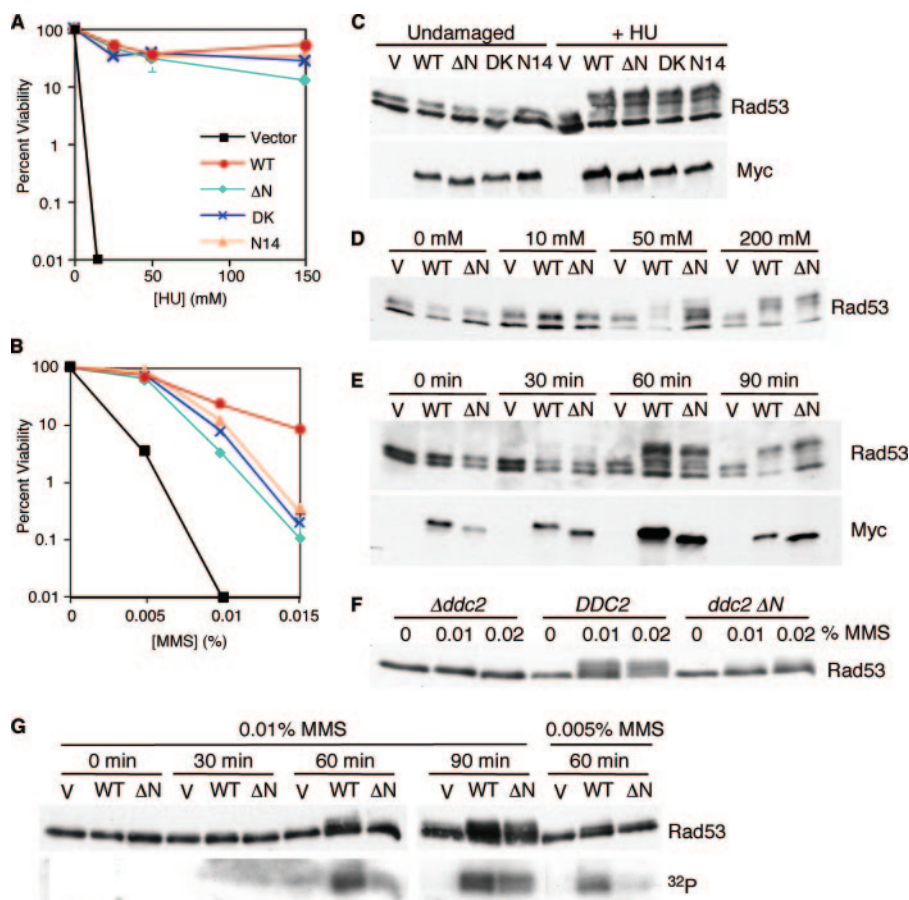 A
100
10
1
0.1
0.01
Percent Viability
0 50 100 150
[HU] (mM)
Vector
WT
ΔN
DK
N14
B
100
10
1
0.1
0.01
Percent Viability
0 0.005 0.01 0.015
[MMS] (%)
C
Undamaged + HU
V WT ΔN DK N14 V WT ΔN DK N14
Rad53
Myc
D
0 mM 10 mM 50 mM 200 mM
V WT ΔN V WT ΔN V WT ΔN V WT ΔN
Rad53
E
0 min 30 min 60 min 90 min
V WT ΔN V WT ΔN V WT ΔN V WT ΔN
Rad53
Myc
F
Δddc2 DDC2 ddc2 ΔN
0 0.01 0.02 0 0.01 0.02 0 0.01 0.02 % MMS
Rad53
G
0.01% MMS 0.005% MMS
0 min 30 min 60 min 90 min 60 min
V WT ΔN V WT ΔN V WT ΔN V WT ΔN V WT ΔN
Rad53
32P